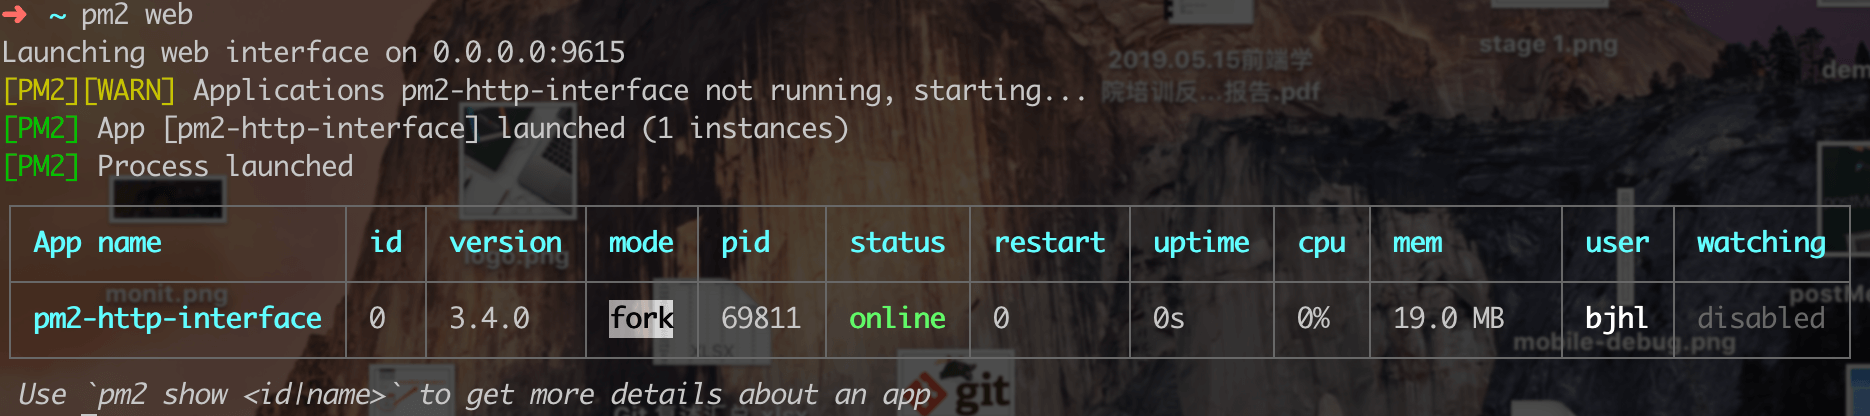 ➜ ~ pm2 web
Launching web interface on 0.0.0.0:9615
[PM2][WARN] Applications pm2-http-interface not running, starting...
[PM2] App [pm2-http-interface] launched (1 instances)
[PM2] Process launched
App name id version mode pid status restart uptime cpu mem user watching
pm2-http-interface 0 3.4.0 fork 69811 online 0 0s 0% 19.0 MB bjhl disabled
Use `pm2 show <id|name>` to get more details about an app
2019.05.15前端学
院培训反...报告.pdf
stage 1.png
dem
logo.png
monit.png
postM
XLSX
mobile-debug.png
git